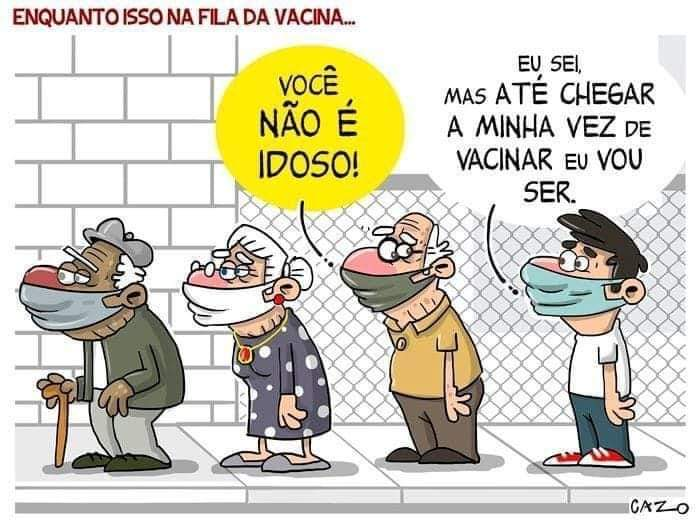 ENQUANTO ISSO NA FILA DA VACINA...
VOCÊ
NÃO É
IDOSO!
EU SEI,
MAS ATÉ CHEGAR
A MINHA VEZ DE
VACINAR EU VOU
SER.
CAZO